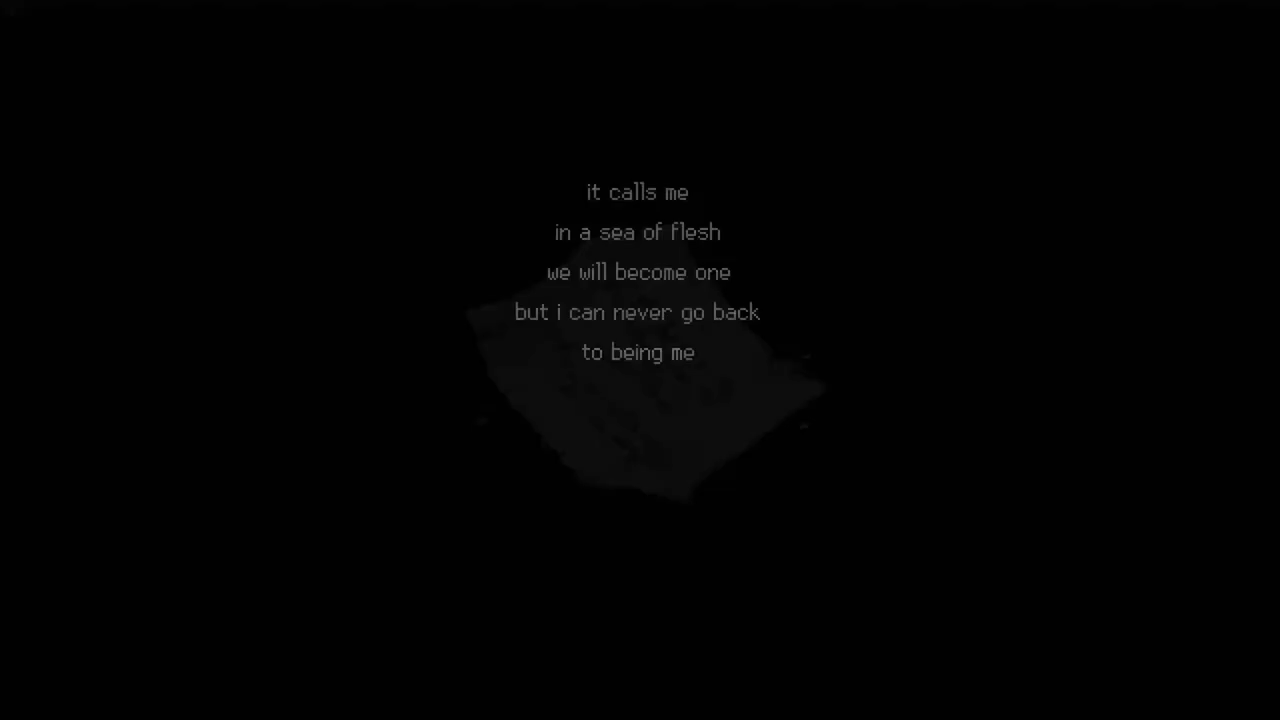 it calls me
in a sea of flesh
we will become one
but i can never go back
to being me